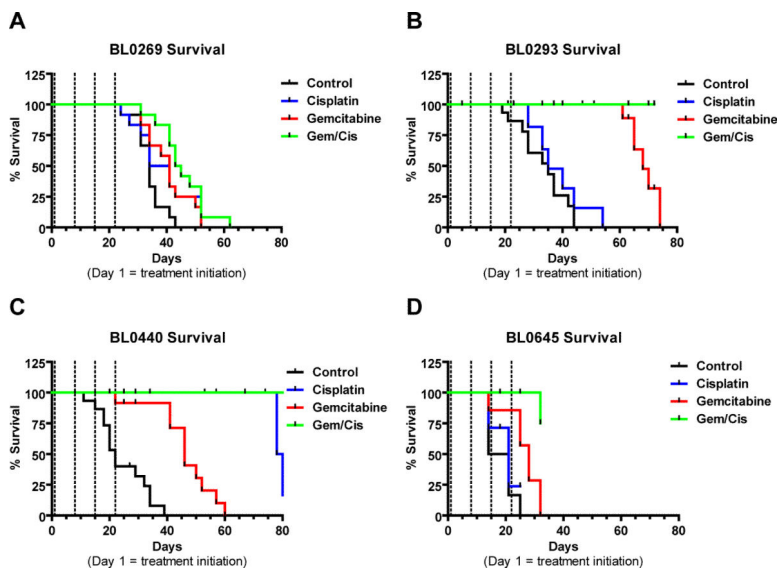 A
BL0269 Survival
125
100
75
50
25
0
0
20
40
60
80
% Survival
Days
(Day 1 = treatment initiation)
Control
Cisplatin
Gemcitabine
Gem/Cis
B
BL0293 Survival
125
100
75
50
25
0
0
20
40
60
80
% Survival
Days
(Day 1 = treatment initiation)
Control
Cisplatin
Gemcitabine
Gem/Cis
C
BL0440 Survival
125
100
75
50
25
0
0
20
40
60
80
% Survival
Days
(Day 1 = treatment initiation)
Control
Cisplatin
Gemcitabine
Gem/Cis
D
BL0645 Survival
125
100
75
50
25
0
0
20
40
60
80
% Survival
Days
(Day 1 = treatment initiation)
Control
Cisplatin
Gemcitabine
Gem/Cis